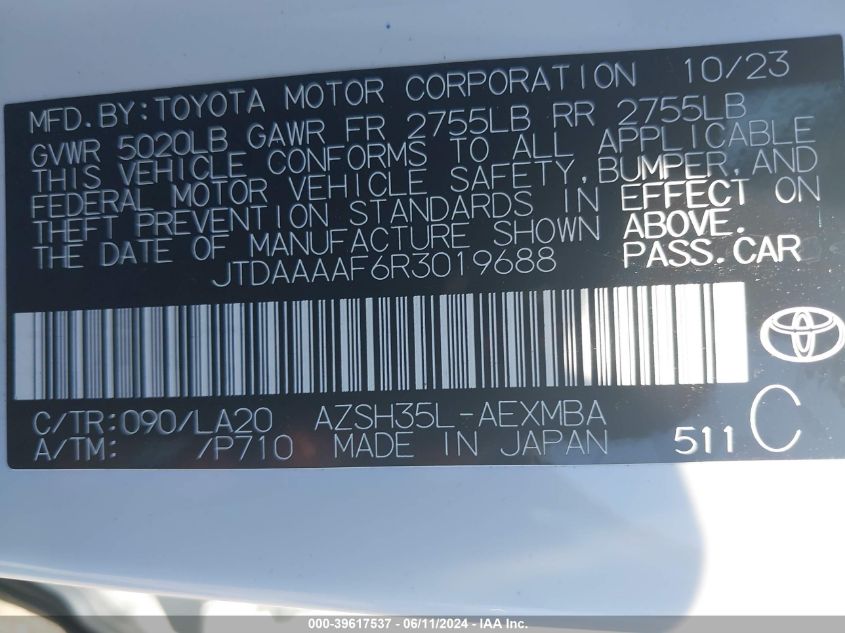 MFD. BY: TOYOTA MOTOR CORPORATION 10/23
GVWR 5020LB GAWR FR 2755LB RR 2755LB
THIS VEHICLE CONFORMS TO ALL APPLICABLE
FEDERAL MOTOR VEHICLE SAFETY, BUMPER, AND
THEFT PREVENTION STANDARDS IN EFFECT ON
THE DATE OF MANUFACTURE SHOWN ABOVE.
JTDAAAAF6R3019688 PASS. CAR
C/TR: 090/LA20 AZSH35L-AEXMBA
A/TM: /P710 MADE IN JAPAN 511 C
000-39617537 - 06/11/2024 - IAA Inc.